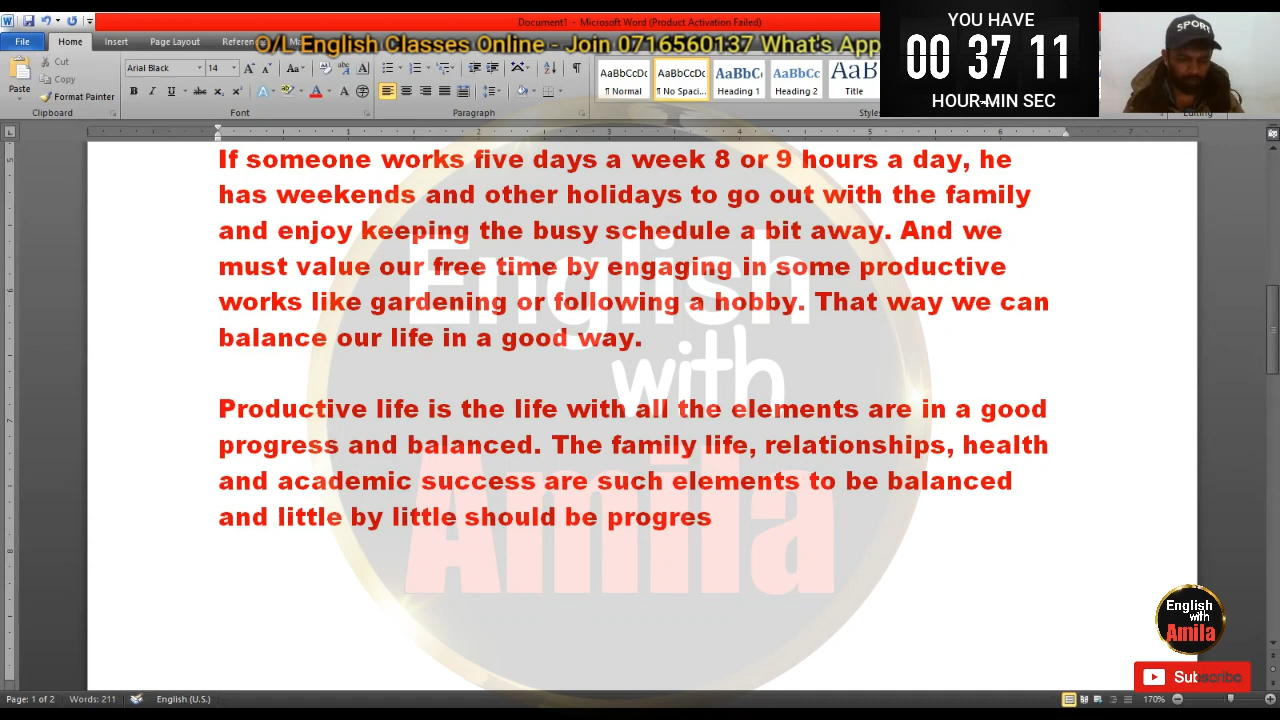 Document1 - Microsoft Word (Product Activation Failed)
File Home Insert Page Layout
O/L English Classes Online - Join 0716560137 What's App
YOU HAVE
00 37 11
HOUR-MIN SEC
SPORT
Paste
Cut
Copy
Format Painter
Clipboard
Arial Black 14
Font
Paragraph
AaBbCcDc AaBbCcDc AaBbC AaBbCc AaB
¶ Normal ¶ No Spaci... Heading 1 Heading 2 Title
If someone works five days a week 8 or 9 hours a day, he
has weekends and other holidays to go out with the family
and enjoy keeping the busy schedule a bit away. And we
must value our free time by engaging in some productive
works like gardening or following a hobby. That way we can
balance our life in a good way.
Productive life is the life with all the elements are in a good
progress and balanced. The family life, relationships, health
and academic success are such elements to be balanced
and little by little should be progres
English
with
Amila
English
with
Amila
Subscribe
Page: 1 of 2 Words: 211 English (U.S.) 170%